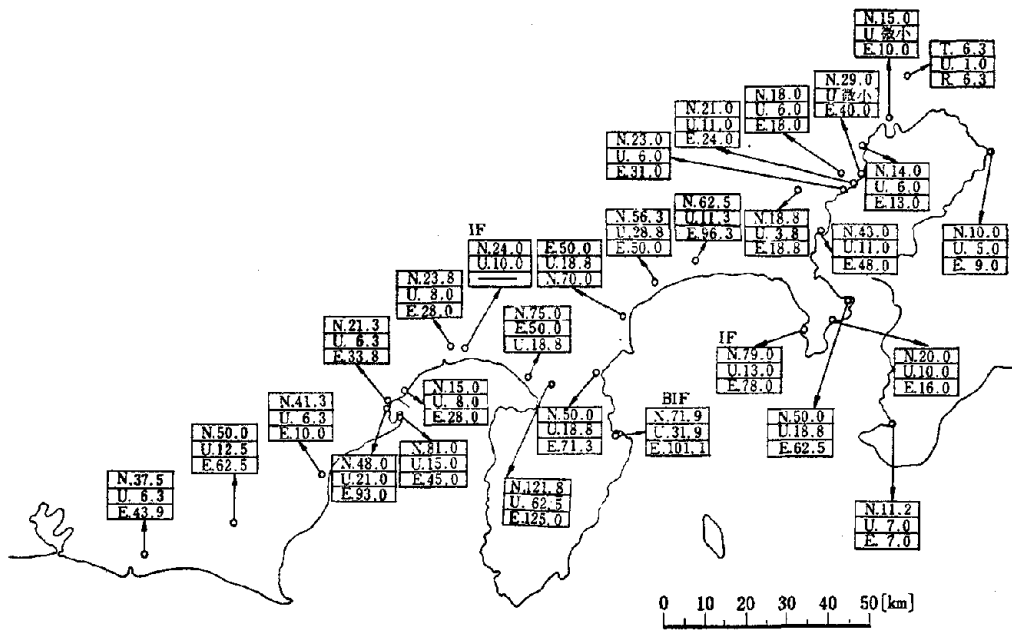 N.15.0
U.微小
E.10.0
T. 6.3
U. 1.0
R. 6.3
N.29.0
U.微小
E.40.0
N.18.0
U. 6.0
E.18.0
N.21.0
U.11.0
E.24.0
N.23.0
U. 6.0
E.31.0
N.14.0
U. 6.0
E.13.0
N.62.5
U.11.3
E.96.3
N.56.3
U.28.8
E.50.0
N.18.8
U. 3.8
E.18.8
N.43.0
U.11.0
E.48.0
N.10.0
U. 5.0
E. 9.0
IF
N.24.0
U.10.0
E.50.0
U.18.8
N.70.0
N.23.8
U. 8.0
E.28.0
N.75.0
E.50.0
U.18.8
N.21.3
U. 6.3
E.33.8
IF
N.79.0
U.13.0
E.78.0
N.20.0
U.10.0
E.16.0
N.15.0
U. 8.0
E.28.0
N.41.3
U. 6.3
E.10.0
BIF
N.71.9
U.31.9
E.101.1
N.50.0
U.18.8
E.71.3
N.50.0
U.18.8
E.62.5
N.50.0
U.12.5
E.62.5
N.48.0
U.21.0
E.93.0
N.81.0
U.15.0
E.45.0
N.37.5
U. 6.3
E.43.9
N.121.8
U. 62.5
E.125.0
N.11.2
U. 7.0
E. 7.0
0 10 20 30 40 50[km]